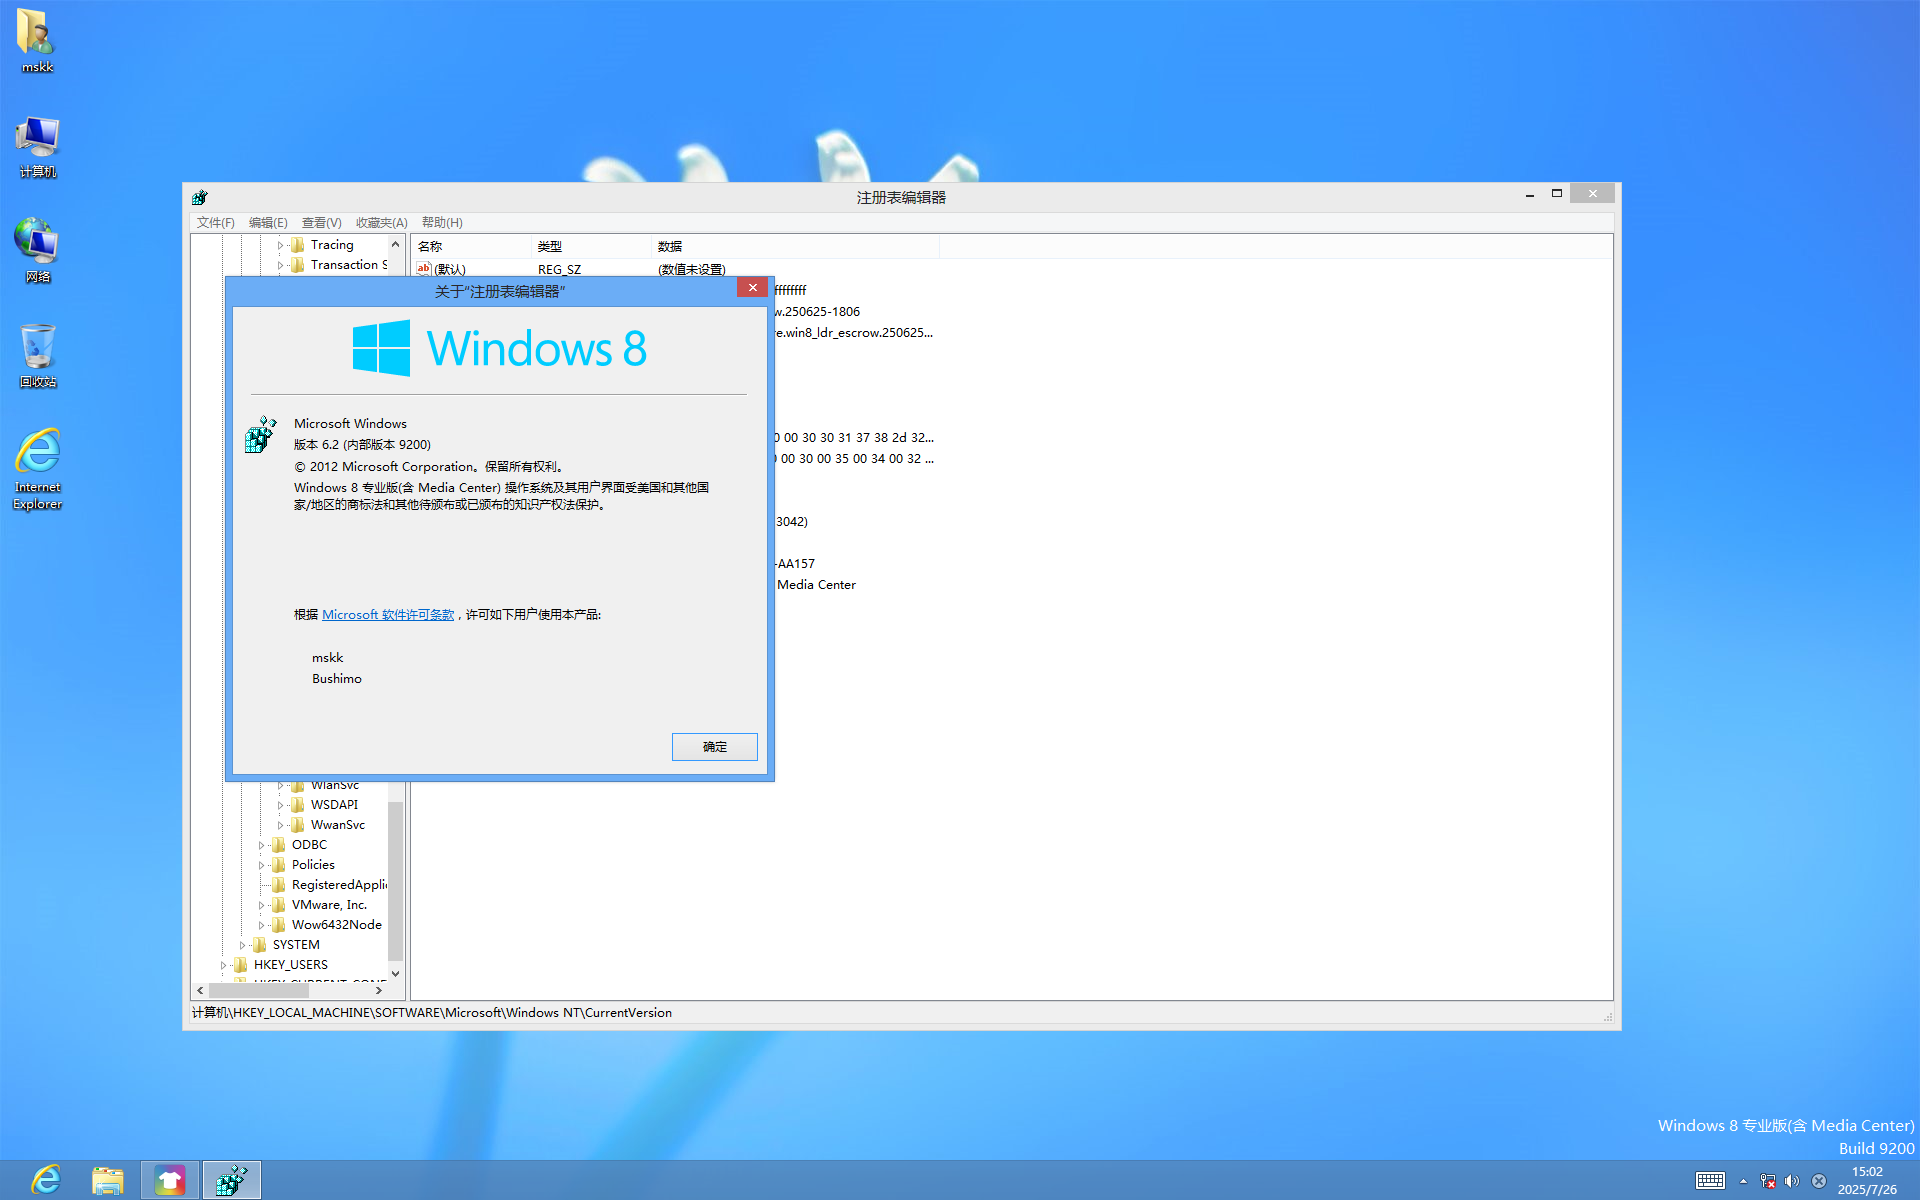 mskk
计算机
网络
回收站
Internet
Explorer
注册表编辑器
文件(F) 编辑(E) 查看(V) 收藏夹(A) 帮助(H)
Tracing
Transaction S
名称 类型 数据
ab (默认) REG_SZ (数值未设置)
w.250625-1806
e.win8_ldr_escrow.250625...
00 30 30 31 37 38 2d 32...
00 30 00 35 00 34 00 32 ...
3042)
-AA157
Media Center
关于“注册表编辑器”
Windows 8
Microsoft Windows
版本 6.2 (内部版本 9200)
© 2012 Microsoft Corporation。保留所有权利。
Windows 8 专业版(含 Media Center) 操作系统及其用户界面受美国和其他国
家/地区的商标法和其他待颁布或已颁布的知识产权法保护。
根据 Microsoft 软件许可条款，许可如下用户使用本产品:
mskk
Bushimo
确定
WlanSvc
WSDAPI
WwanSvc
ODBC
Policies
RegisteredAppli
VMware, Inc.
Wow6432Node
SYSTEM
HKEY_USERS
计算机\HKEY_LOCAL_MACHINE\SOFTWARE\Microsoft\Windows NT\CurrentVersion
Windows 8 专业版(含 Media Center)
Build 9200
15:02
2025/7/26